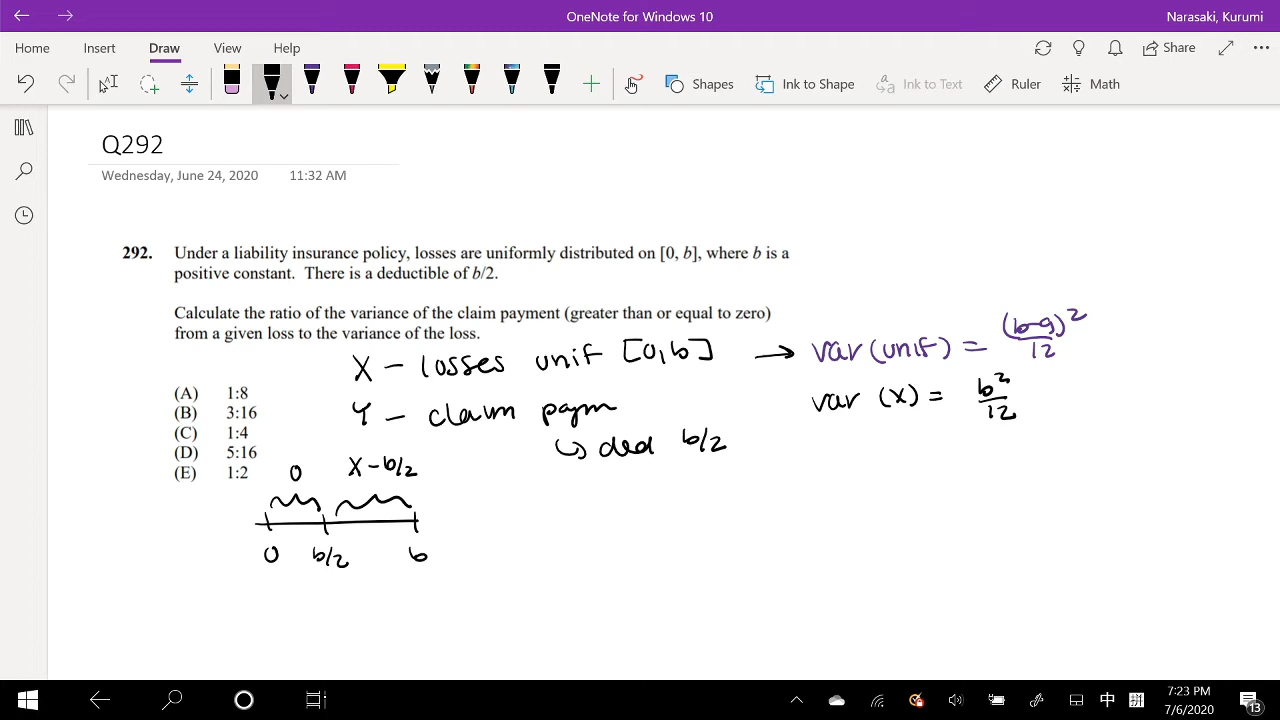 OneNote for Windows 10
Narasaki, Kurumi
Home Insert Draw View Help
Share
Shapes Ink to Shape Ink to Text Ruler Math
Q292
Wednesday, June 24, 2020 11:32 AM
292. Under a liability insurance policy, losses are uniformly distributed on [0, b], where b is a
positive constant. There is a deductible of b/2.
Calculate the ratio of the variance of the claim payment (greater than or equal to zero)
from a given loss to the variance of the loss.
(A) 1:8
(B) 3:16
(C) 1:4
(D) 5:16
(E) 1:2
X – losses unif [0,b] → var(unif) = (b-a)²/12
var (x) = b²/12
Y – claim paym
↪ ded b/2
0 X – b/2
0 b/2 b
中 拼
7:23 PM
7/6/2020
13